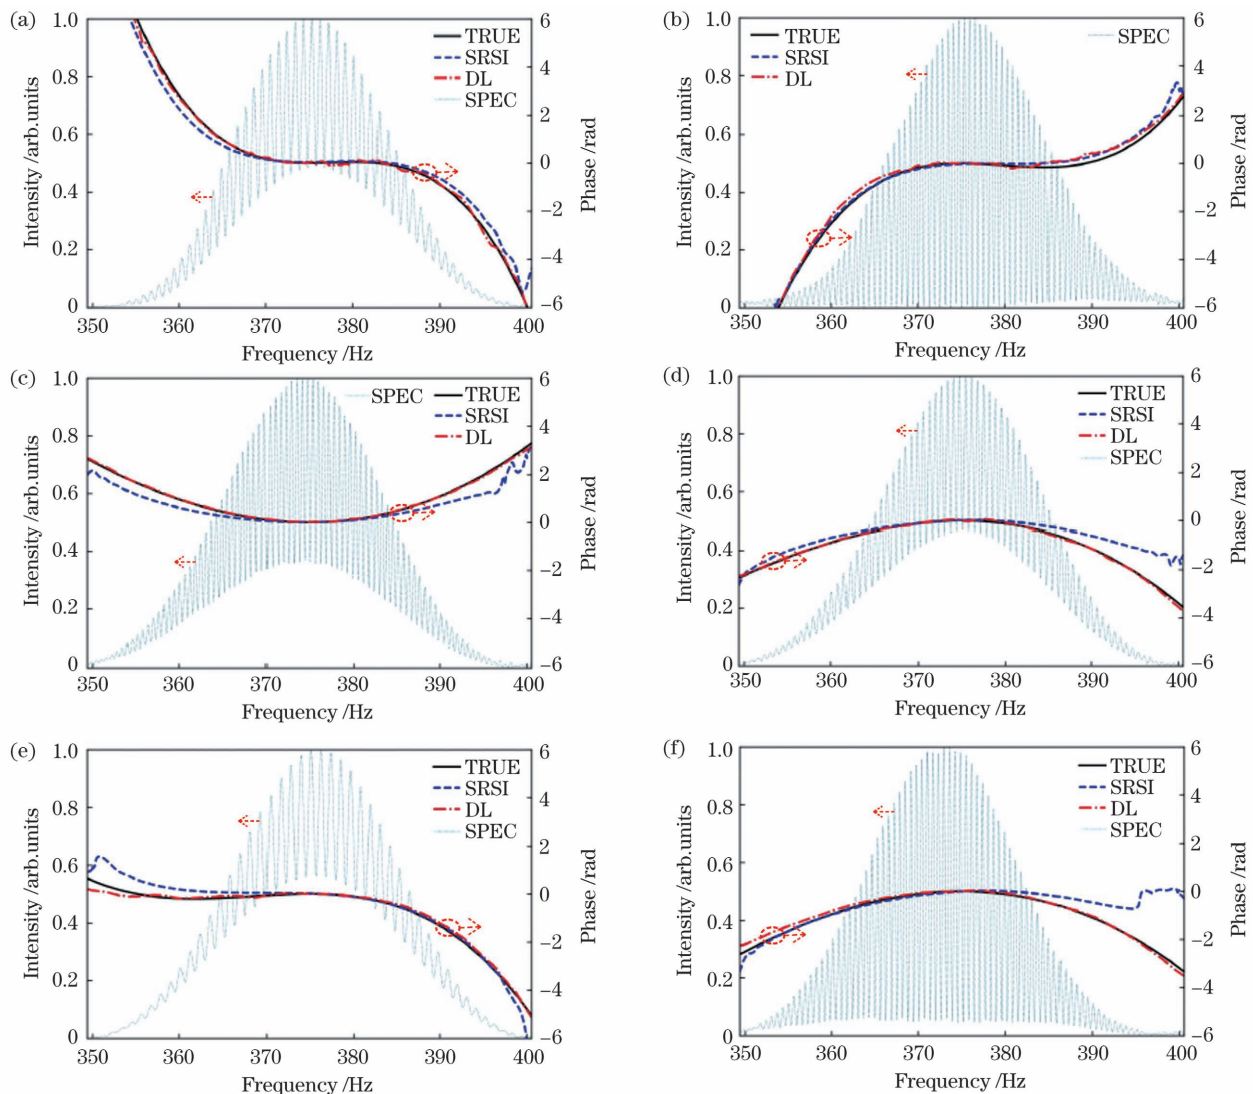 (a)
1.0
0.8
0.6
0.4
0.2
0
Intensity /arb.units
6
4
2
0
−2
−4
−6
Phase /rad
TRUE
SRSI
DL
SPEC
350 360 370 380 390 400
Frequency /Hz
(b)
1.0
0.8
0.6
0.4
0.2
0
Intensity /arb.units
6
4
2
0
−2
−4
−6
Phase /rad
TRUE
SRSI
DL
SPEC
350 360 370 380 390 400
Frequency /Hz
(c)
1.0
0.8
0.6
0.4
0.2
0
Intensity /arb.units
6
4
2
0
−2
−4
−6
Phase /rad
SPEC
TRUE
SRSI
DL
350 360 370 380 390 400
Frequency /Hz
(d)
1.0
0.8
0.6
0.4
0.2
0
Intensity /arb.units
6
4
2
0
−2
−4
−6
Phase /rad
TRUE
SRSI
DL
SPEC
350 360 370 380 390 400
Frequency /Hz
(e)
1.0
0.8
0.6
0.4
0.2
0
Intensity /arb.units
6
4
2
0
−2
−4
−6
Phase /rad
TRUE
SRSI
DL
SPEC
350 360 370 380 390 400
Frequency /Hz
(f)
1.0
0.8
0.6
0.4
0.2
0
Intensity /arb.units
6
4
2
0
−2
−4
−6
Phase /rad
TRUE
SRSI
DL
SPEC
350 360 370 380 390 400
Frequency /Hz